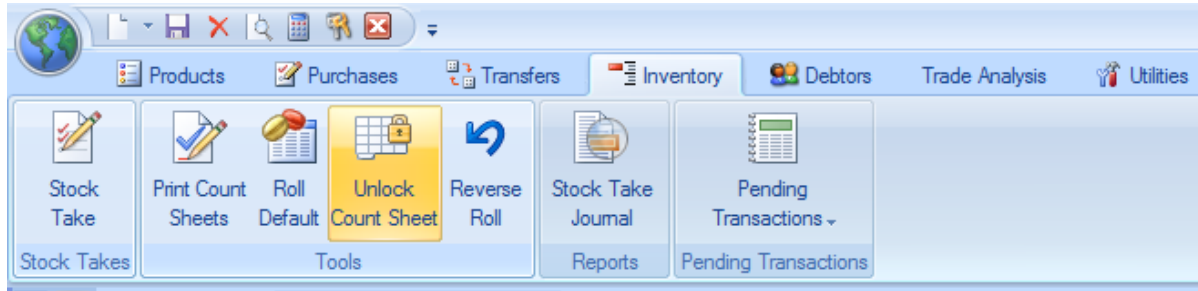 Products Purchases Transfers Inventory Debtors Trade Analysis Utilities
Stock Take
Print Count Sheets
Roll Default
Unlock Count Sheet
Reverse Roll
Stock Take Journal
Pending Transactions
Stock Takes Tools Reports Pending Transactions